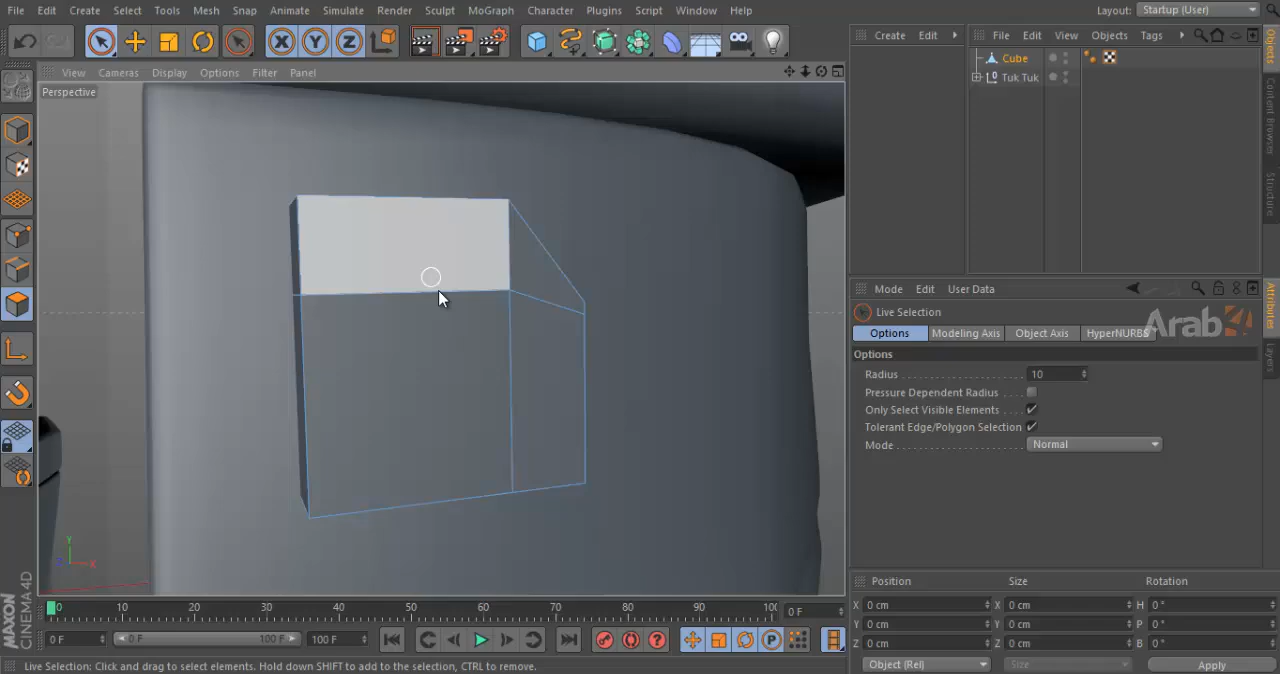 File Edit Create Select Tools Mesh Snap Animate Simulate Render Sculpt MoGraph Character Plugins Script Window Help
Layout: Startup (User)
Create Edit
File Edit View Objects Tags
View Cameras Display Options Filter Panel
Perspective
Cube
Tuk Tuk
Objects
Content Browser
Structure
Mode Edit User Data
Live Selection
Arab
Options Modeling Axis Object Axis HyperNURBS
Options
Radius 10
Pressure Dependent Radius
Only Select Visible Elements
Tolerant Edge/Polygon Selection
Mode Normal
Attributes
Layers
Y
X
Position Size Rotation
X 0 cm X 0 cm H 0 °
Y 0 cm Y 0 cm P 0 °
Z 0 cm Z 0 cm B 0 °
Object (Rel) Size Apply
0 10 20 30 40 50 60 70 80 90 100
0 F
0 F 0 F 100 F 100 F
MAXON
CINEMA 4D
Live Selection: Click and drag to select elements. Hold down SHIFT to add to the selection, CTRL to remove.